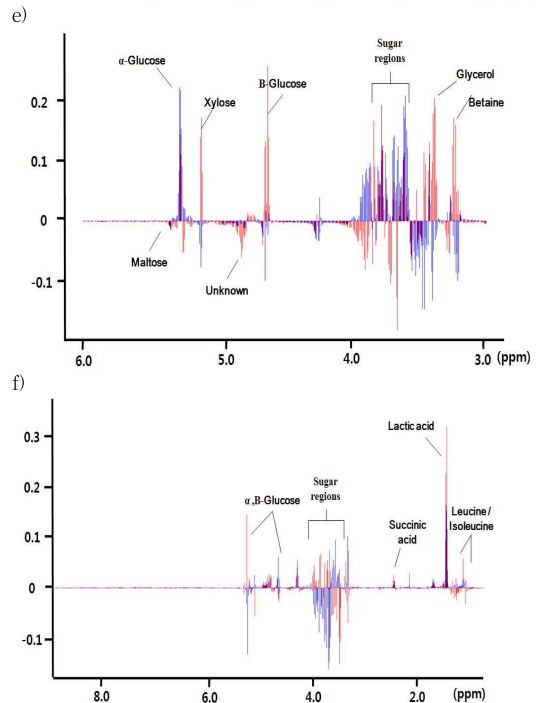 e)
α-Glucose
Xylose
B-Glucose
Sugar
regions
Glycerol
Betaine
0.2
0.1
0
-0.1
Maltose
Unknown
6.0
5.0
4.0
3.0
(ppm)
f)
Lactic acid
0.3
0.2
0.1
0
-0.1
α ,B-Glucose
Sugar
regions
Succinic
acid
Leucine /
Isoleucine
8.0
6.0
4.0
2.0
(ppm)